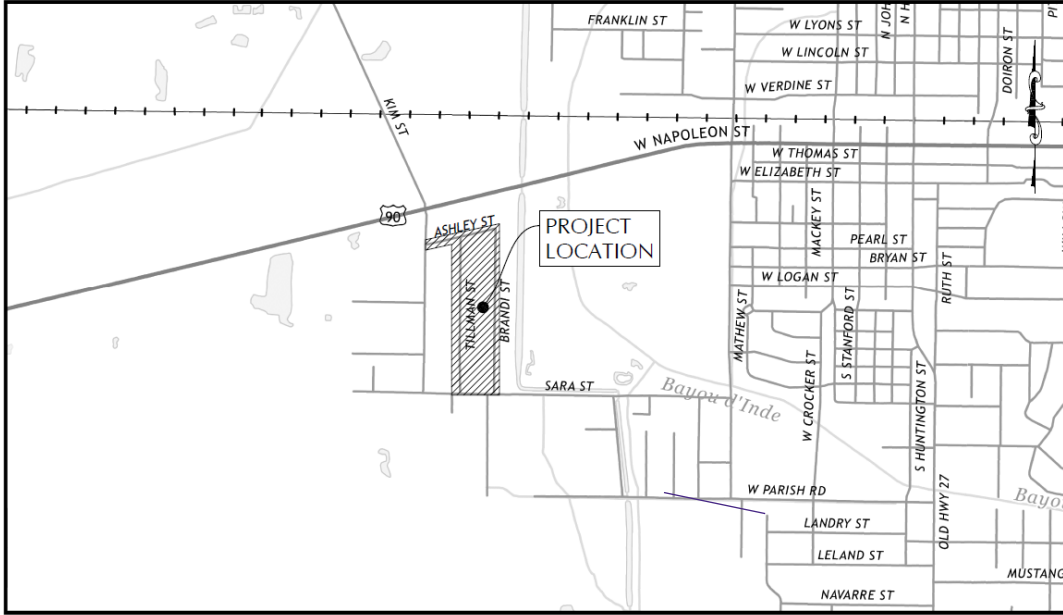 FRANKLIN ST
W LYONS ST
W LINCOLN ST
W VERDINE ST
DOIRON ST
KIM ST
W NAPOLEON ST
W THOMAS ST
W ELIZABETH ST
90
ASHLEY ST
PROJECT
LOCATION
MACKEY ST
PEARL ST
BRYAN ST
W LOGAN ST
RUTH ST
TILLMAN ST
BRANDI ST
MATHEW ST
S STANFORD ST
SARA ST
Bayou d'Inde
W CROCKER ST
S HUNTINGTON ST
W PARISH RD
OLD HWY 27
Bayou
LANDRY ST
LELAND ST
MUSTANG
NAVARRE ST